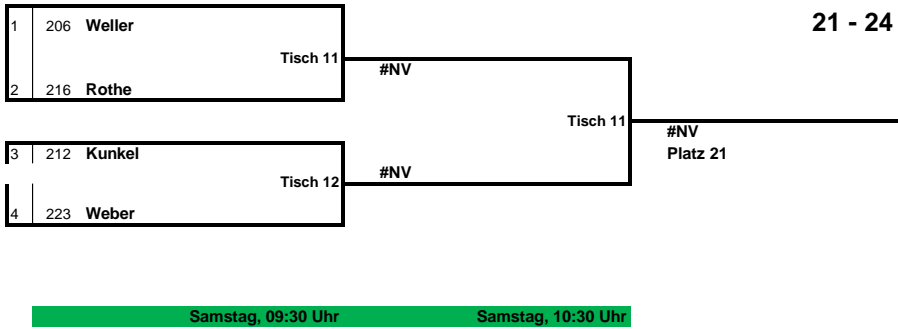 21 - 24
1 206 Weller
Tisch 11
#NV
2 216 Rothe
Tisch 11
#NV
Platz 21
3 212 Kunkel
#NV
Tisch 12
4 223 Weber
Samstag, 09:30 Uhr Samstag, 10:30 Uhr